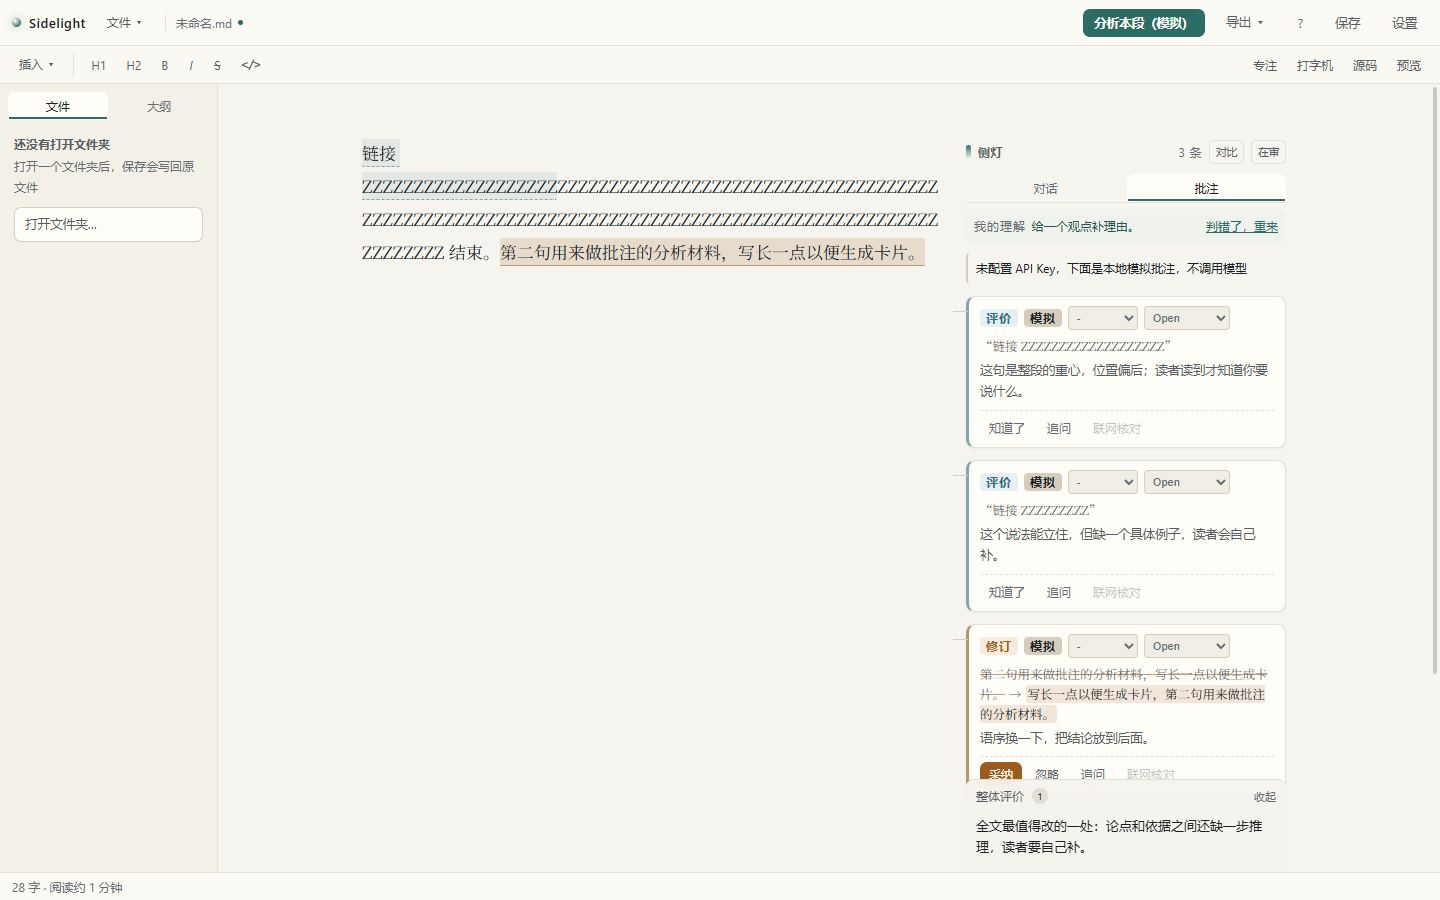 Sidelight 文件 未命名.md 分析本段（模拟） 导出 ? 保存 设置
插入 H1 H2 B I S </> 专注 打字机 源码 预览
文件 大纲
还没有打开文件夹
打开一个文件夹后，保存会写回原
文件
打开文件夹...
链接
ZZZZZZZZZZZZZZZZZZZZZZZZZZZZZZZZZZZZZZZZZZZZZZZZZZZZZZZZ
ZZZZZZZZZZZZZZZZZZZZZZZZZZZZZZZZZZZZZZZZZZZZZZZZZZZZZZZZ
ZZZZZZZZ 结束。第二句用来做批注的分析材料，写长一点以便生成卡片。
侧灯 3 条 对比 在审
对话 批注
我的理解 给一个观点补理由。 判错了，重来
未配置 API Key，下面是本地模拟批注，不调用模型
评价 模拟 - Open
“链接 ZZZZZZZZZZZZZZZZZZZ”
这句是整段的重心，位置偏后；读者读到才知道你要
说什么。
知道了 追问 联网核对
评价 模拟 - Open
“链接 ZZZZZZZZZ”
这个说法能立住，但缺一个具体例子，读者会自己
补。
知道了 追问 联网核对
修订 模拟 - Open
第二句用来做批注的分析材料，写长一点以便生成卡
片。 → 写长一点以便生成卡片，第二句用来做批注
的分析材料。
语序换一下，把结论放到后面。
采纳 忽略 追问 联网核对
整体评价 1 收起
全文最值得改的一处：论点和依据之间还缺一步推
理，读者要自己补。
28 字 · 阅读约 1 分钟